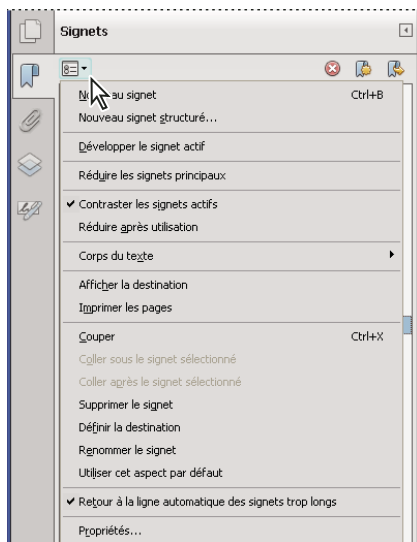 Signets
Nouveau signet Ctrl+B
Nouveau signet structuré...
Développer le signet actif
Réduire les signets principaux
Contraster les signets actifs
Réduire après utilisation
Corps du texte
Afficher la destination
Imprimer les pages
Couper Ctrl+X
Coller sous le signet sélectionné
Coller après le signet sélectionné
Supprimer le signet
Définir la destination
Renommer le signet
Utiliser cet aspect par défaut
Retour à la ligne automatique des signets trop longs
Propriétés...